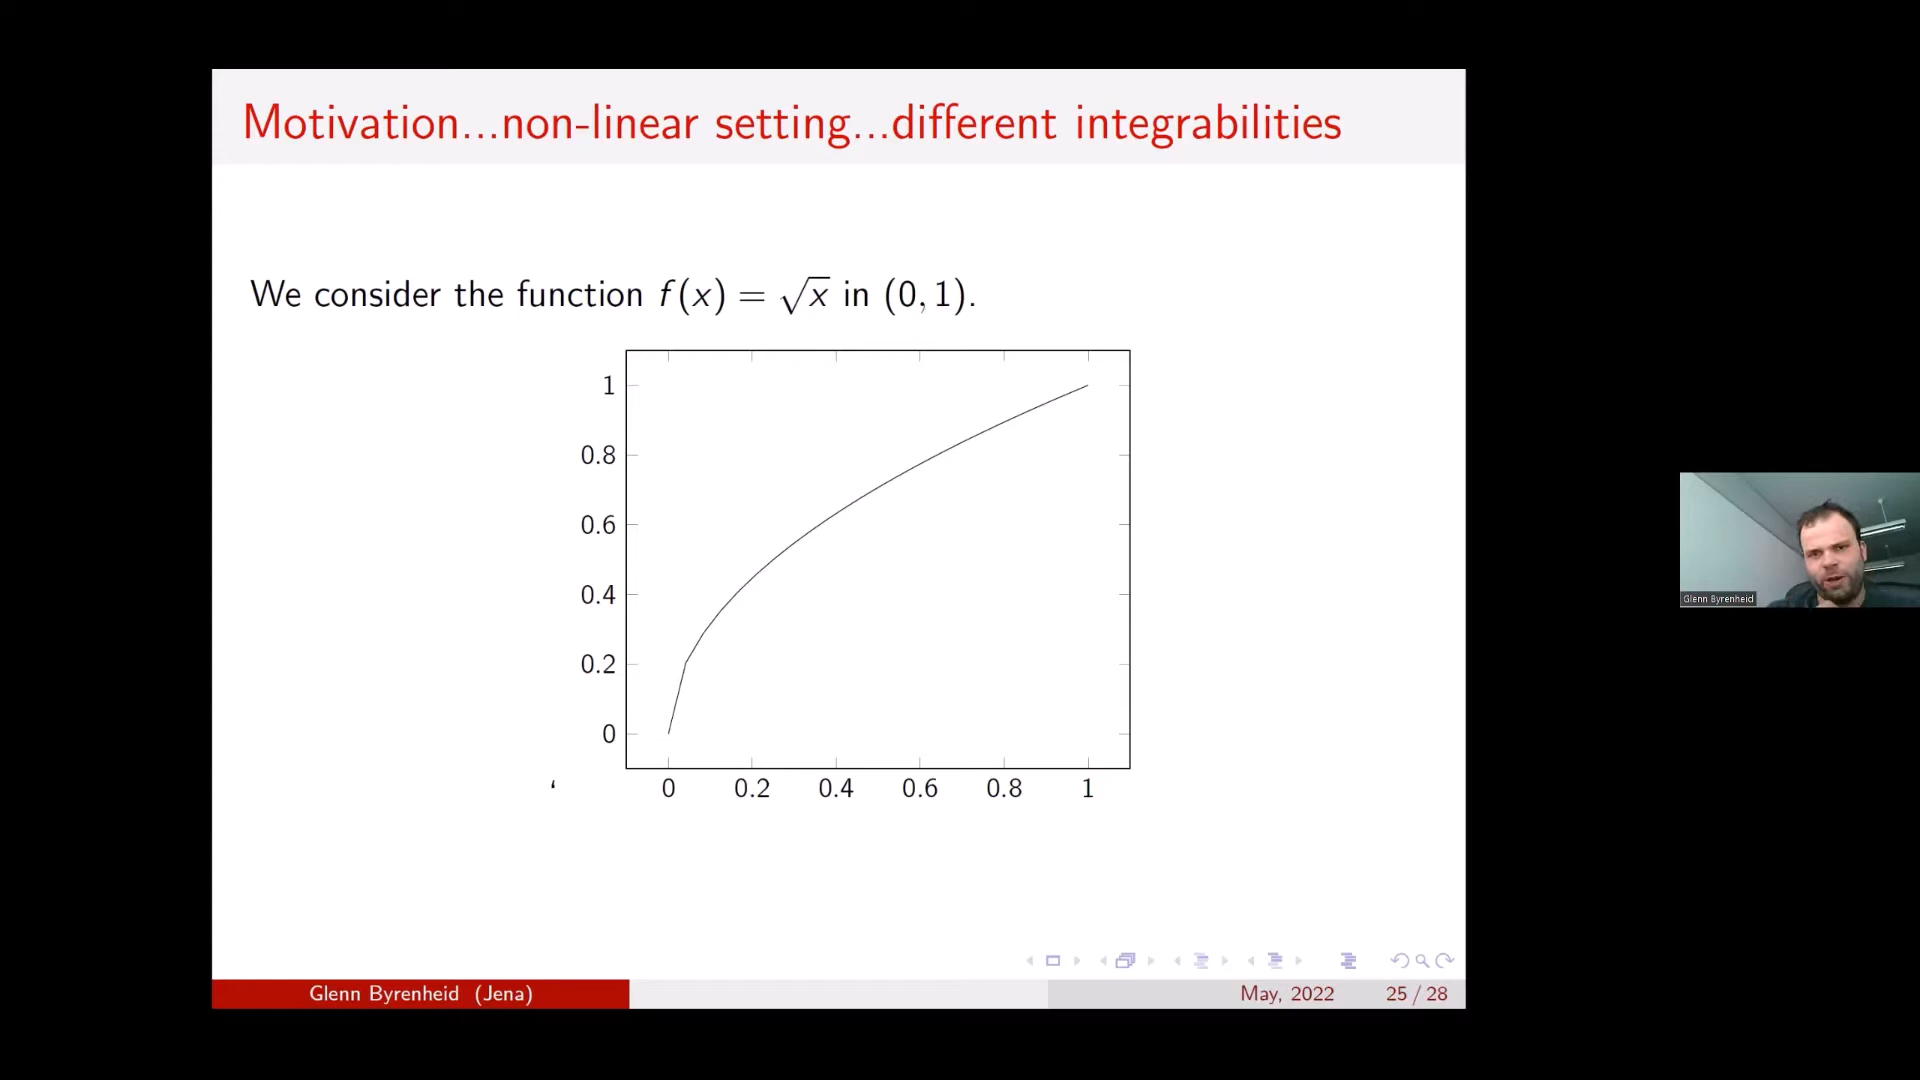 Motivation...non-linear setting...different integrabilities
We consider the function f(x) = √x in (0, 1).
1
0.8
0.6
0.4
0.2
0
‘ 0 0.2 0.4 0.6 0.8 1
Glenn Byrenheid (Jena) May, 2022 25 / 28
Glenn Byrenheid